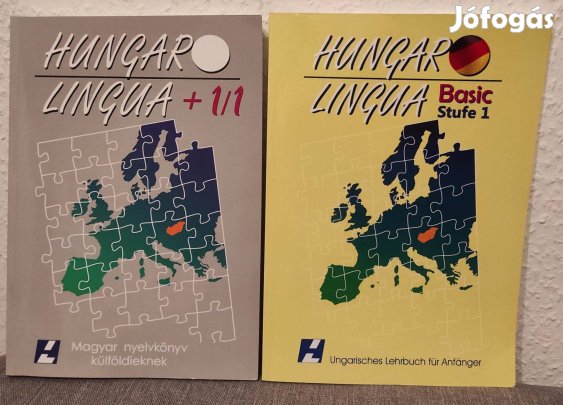 Jófogás
HUNGARO
LINGUA + 1/1
Magyar nyelvkönyv
külföldieknek
HUNGARO
LINGUA Basic
Stufe 1
Ungarisches Lehrbuch für Anfänger